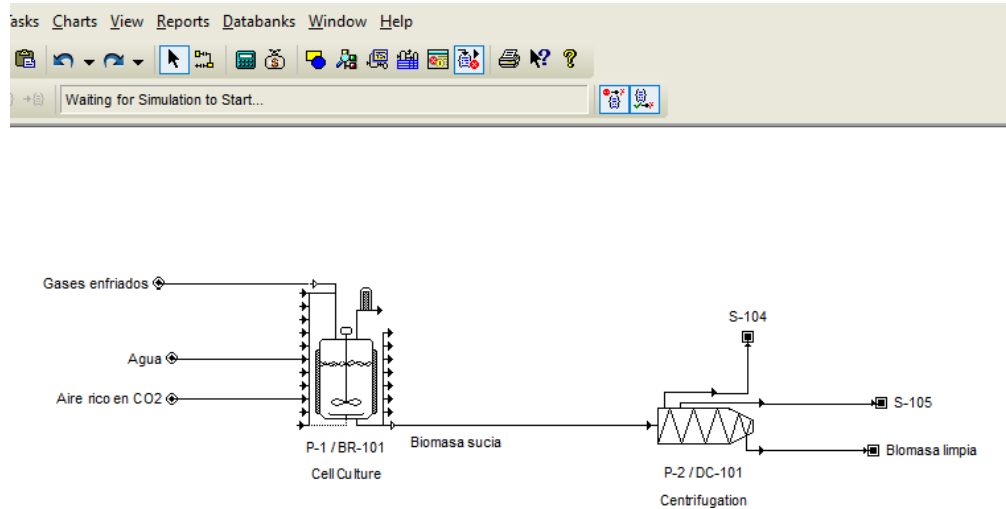 asks Charts View Reports Databanks Window Help
Waiting for Simulation to Start...
Gases enfriados
S-104
Agua
Aire rico en CO2
S-105
P-1 / BR-101
Biomasa sucia
BIomasa limpia
Cell Culture
P-2 / DC-101
Centrifugation